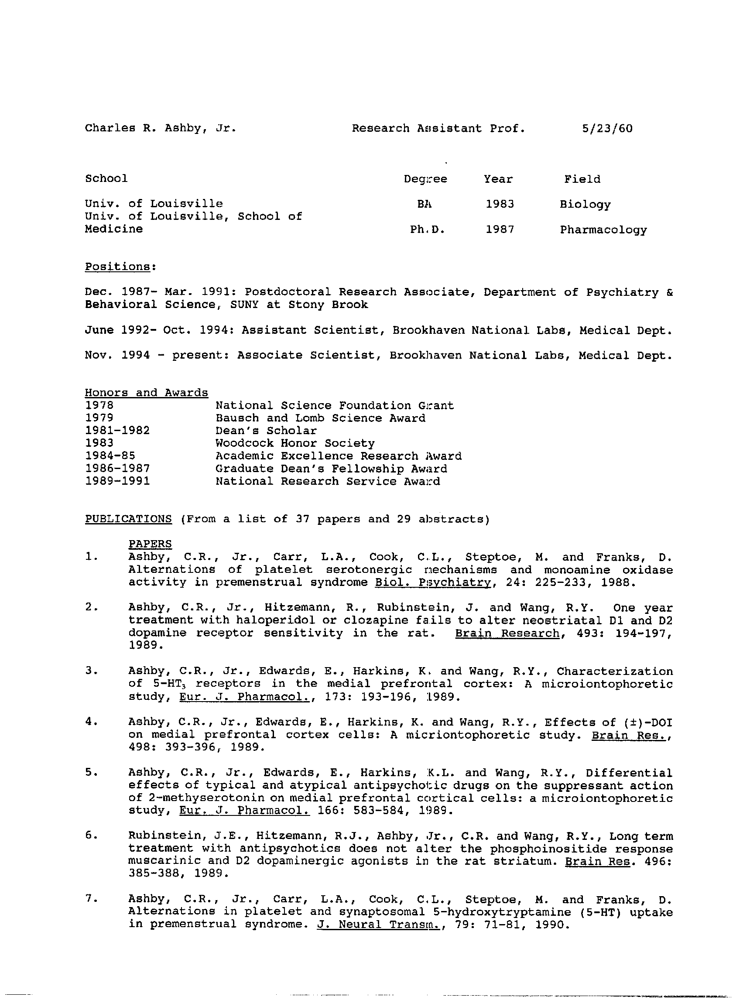 Charles R. Ashby, Jr. Research Assistant Prof. 5/23/60
School Degree Year Field
Univ. of Louisville BA 1983 Biology
Univ. of Louisville, School of
Medicine Ph.D. 1987 Pharmacology
Positions:
Dec. 1987- Mar. 1991: Postdoctoral Research Associate, Department of Psychiatry &
Behavioral Science, SUNY at Stony Brook
June 1992- Oct. 1994: Assistant Scientist, Brookhaven National Labs, Medical Dept.
Nov. 1994 - present: Associate Scientist, Brookhaven National Labs, Medical Dept.
Honors and Awards
1978 National Science Foundation Grant
1979 Bausch and Lomb Science Award
1981-1982 Dean's Scholar
1983 Woodcock Honor Society
1984-85 Academic Excellence Research Award
1986-1987 Graduate Dean's Fellowship Award
1989-1991 National Research Service Award
PUBLICATIONS (From a list of 37 papers and 29 abstracts)
PAPERS
1. Ashby, C.R., Jr., Carr, L.A., Cook, C.L., Steptoe, M. and Franks, D.
Alternations of platelet serotonergic mechanisms and monoamine oxidase
activity in premenstrual syndrome Biol. Psychiatry, 24: 225-233, 1988.
2. Ashby, C.R., Jr., Hitzemann, R., Rubinstein, J. and Wang, R.Y. One year
treatment with haloperidol or clozapine fails to alter neostriatal D1 and D2
dopamine receptor sensitivity in the rat. Brain Research, 493: 194-197,
1989.
3. Ashby, C.R., Jr., Edwards, E., Harkins, K. and Wang, R.Y., Characterization
of 5-HT₃ receptors in the medial prefrontal cortex: A microiontophoretic
study, Eur. J. Pharmacol., 173: 193-196, 1989.
4. Ashby, C.R., Jr., Edwards, E., Harkins, K. and Wang, R.Y., Effects of (±)-DOI
on medial prefrontal cortex cells: A micriontophoretic study. Brain Res.,
498: 393-396, 1989.
5. Ashby, C.R., Jr., Edwards, E., Harkins, K.L. and Wang, R.Y., Differential
effects of typical and atypical antipsychotic drugs on the suppressant action
of 2-methyserotonin on medial prefrontal cortical cells: a microiontophoretic
study, Eur. J. Pharmacol. 166: 583-584, 1989.
6. Rubinstein, J.E., Hitzemann, R.J., Ashby, Jr., C.R. and Wang, R.Y., Long term
treatment with antipsychotics does not alter the phosphoinositide response
muscarinic and D2 dopaminergic agonists in the rat striatum. Brain Res. 496:
385-388, 1989.
7. Ashby, C.R., Jr., Carr, L.A., Cook, C.L., Steptoe, M. and Franks, D.
Alternations in platelet and synaptosomal 5-hydroxytryptamine (5-HT) uptake
in premenstrual syndrome. J. Neural Transm., 79: 71-81, 1990.